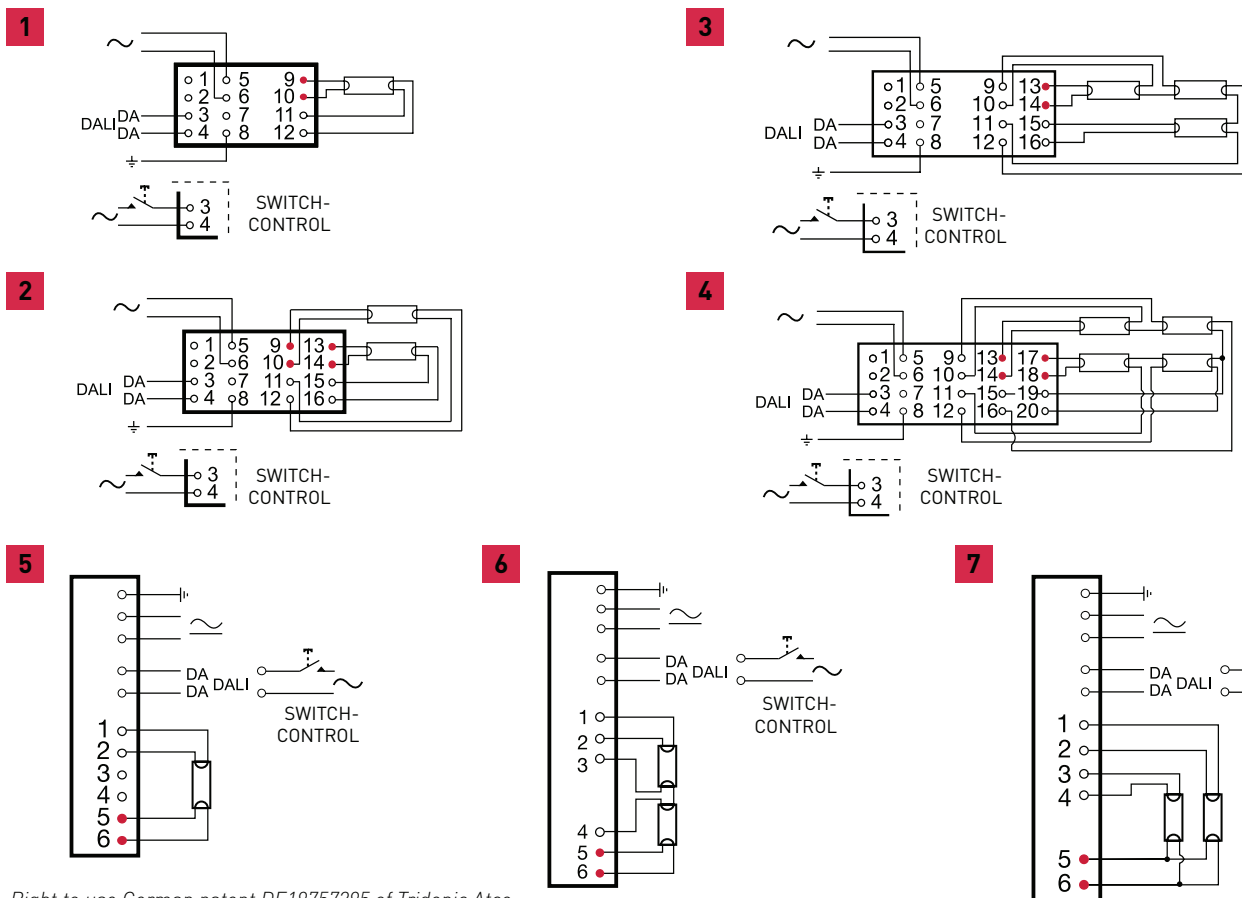 1
1 5 9
2 6 10
DALI DA 3 7 11
DA 4 8 12
3 SWITCH-
4 CONTROL
3
1 5 9 13
2 6 10 14
DALI DA 3 7 11 15
DA 4 8 12 16
3 SWITCH-
4 CONTROL
2
1 5 9 13
2 6 10 14
DALI DA 3 7 11 15
DA 4 8 12 16
3 SWITCH-
4 CONTROL
4
1 5 9 13 17
2 6 10 14 18
DALI DA 3 7 11 15 19
DA 4 8 12 16 20
3 SWITCH-
4 CONTROL
5
DA DALI
DA
SWITCH-
CONTROL
1
2
3
4
5
6
6
DA DALI
DA
SWITCH-
CONTROL
1
2
3
4
5
6
7
DA DALI
DA
1
2
3
4
5
6